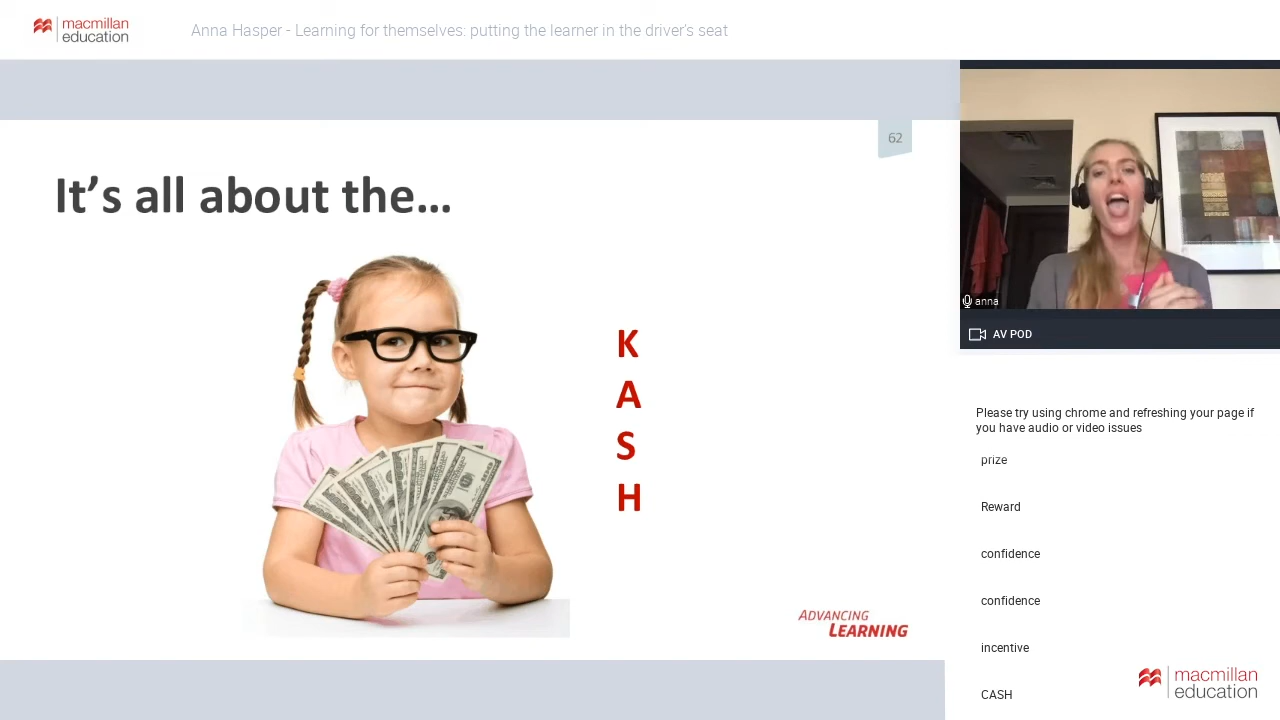 macmillan
education
Anna Hasper - Learning for themselves: putting the learner in the driver's seat
62
It's all about the...
K
A
S
H
ADVANCING
LEARNING
anna
AV POD
Please try using chrome and refreshing your page if
you have audio or video issues
prize
Reward
confidence
confidence
incentive
CASH
macmillan
education